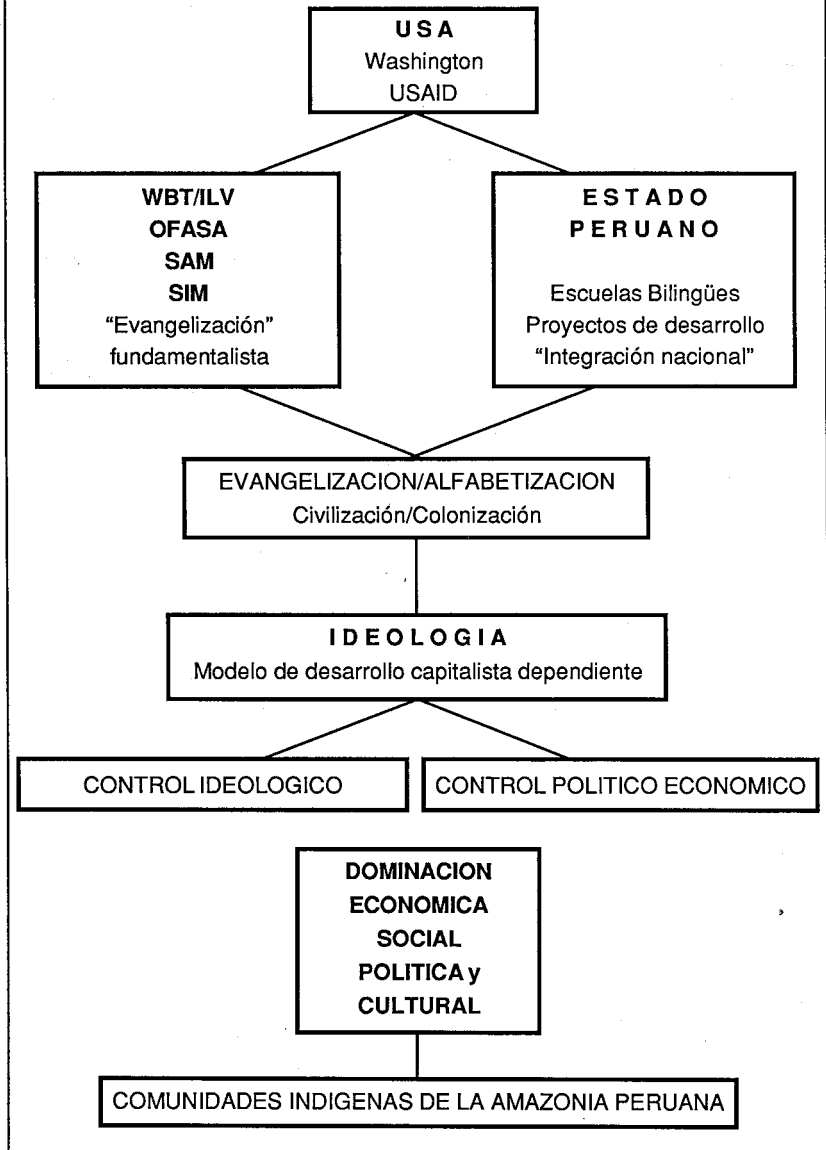 USA
Washington
USAID
WBT/ILV
OFASA
SAM
SIM
“Evangelización”
fundamentalista
ESTADO
PERUANO
Escuelas Bilingües
Proyectos de desarrollo
“Integración nacional”
EVANGELIZACION/ALFABETIZACION
Civilización/Colonización
IDEOLOGIA
Modelo de desarrollo capitalista dependiente
CONTROL IDEOLOGICO
CONTROL POLITICO ECONOMICO
DOMINACION
ECONOMICA
SOCIAL
POLITICA y
CULTURAL
COMUNIDADES INDIGENAS DE LA AMAZONIA PERUANA